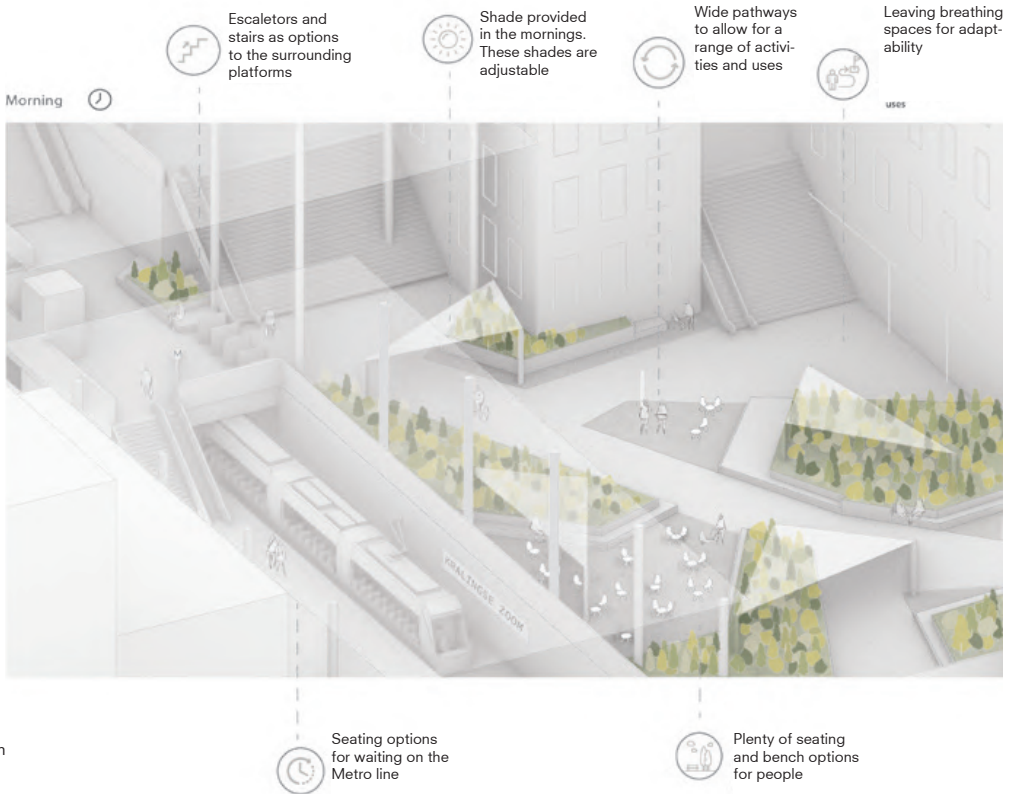 Escaletors and
stairs as options
to the surrounding
platforms
Shade provided
in the mornings.
These shades are
adjustable
Wide pathways
to allow for a
range of activi-
ties and uses
Leaving breathing
spaces for adapt-
ability
Morning
uses
M
KRALINGSE ZOOM
n
Seating options
for waiting on the
Metro line
Plenty of seating
and bench options
for people